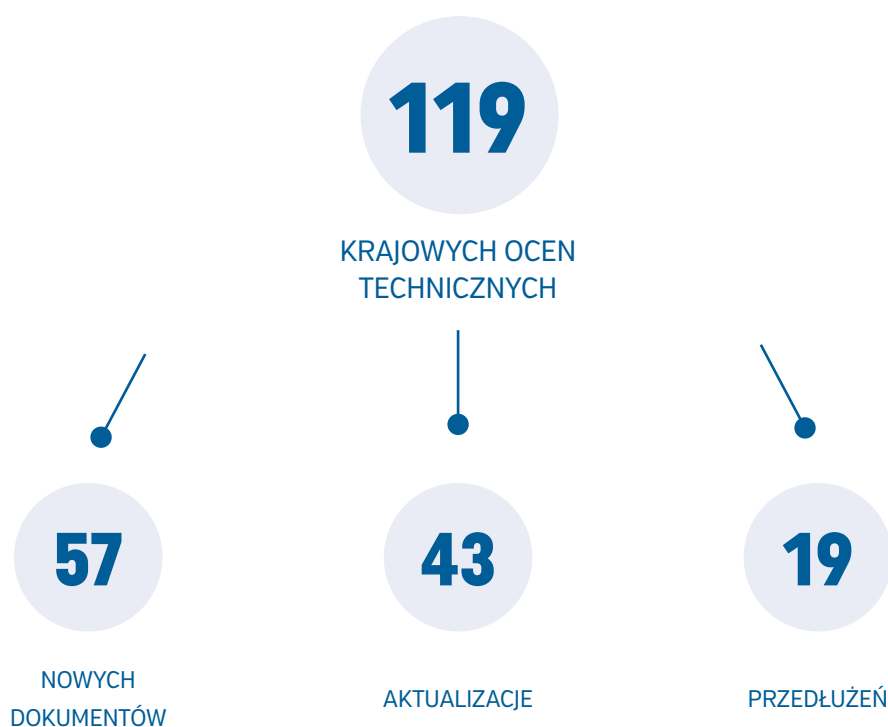 119
KRAJOWYCH OCEN
TECHNICZNYCH
57
NOWYCH
DOKUMENTÓW
43
AKTUALIZACJE
19
PRZEDŁUŻEŃ